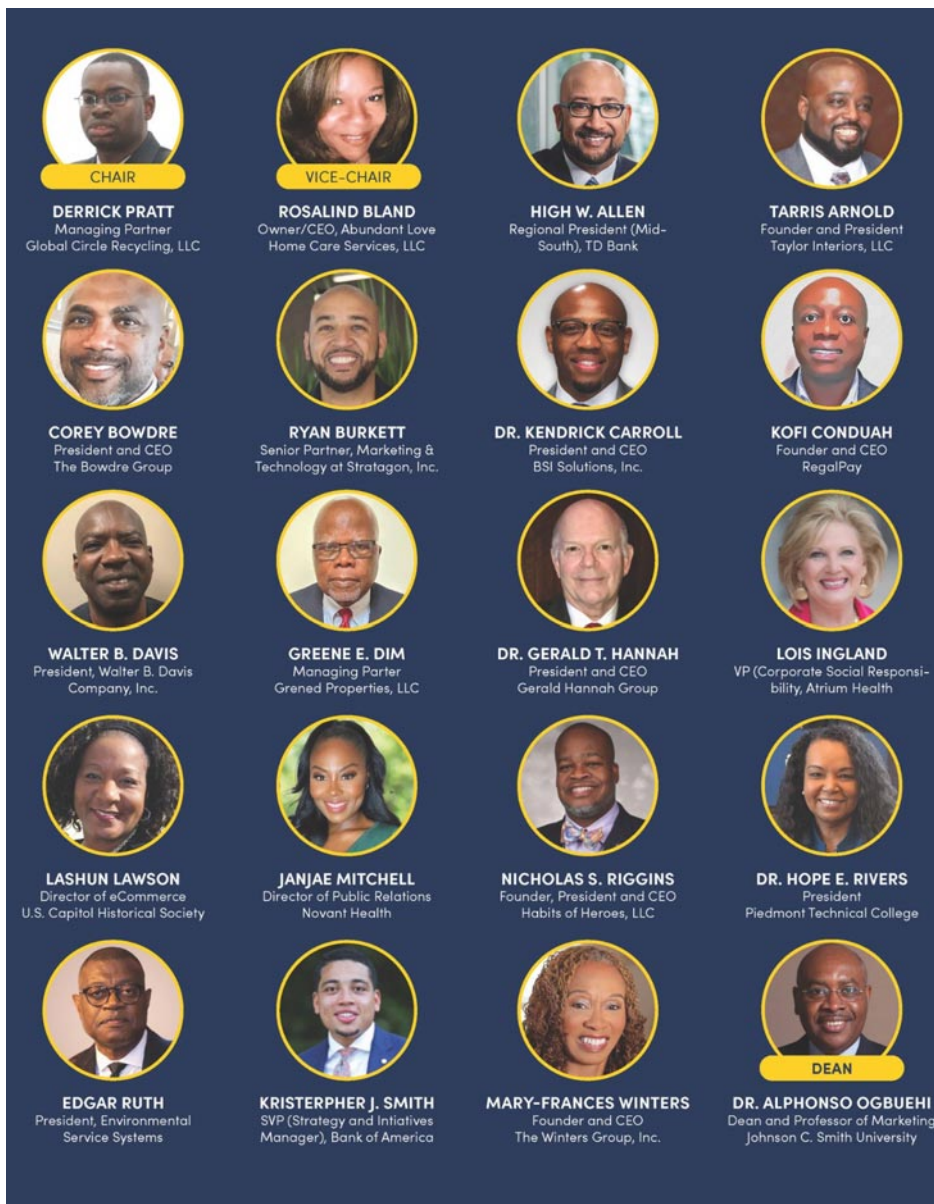 CHAIR
DERRICK PRATT
Managing Partner
Global Circle Recycling, LLC
VICE-CHAIR
ROSALIND BLAND
Owner/CEO, Abundant Love
Home Care Services, LLC
HIGH W. ALLEN
Regional President (Mid-
South), TD Bank
TARRIS ARNOLD
Founder and President
Taylor Interiors, LLC
COREY BOWDRE
President and CEO
The Bowdre Group
RYAN BURKETT
Senior Partner, Marketing &
Technology at Stratagon, Inc.
DR. KENDRICK CARROLL
President and CEO
BSI Solutions, Inc.
KOFI CONDUAH
Founder and CEO
RegalPay
WALTER B. DAVIS
President, Walter B. Davis
Company, Inc.
GREENE E. DIM
Managing Parter
Grened Properties, LLC
DR. GERALD T. HANNAH
President and CEO
Gerald Hannah Group
LOIS INGLAND
VP (Corporate Social Responsi-
bility, Atrium Health
LASHUN LAWSON
Director of eCommerce
U.S. Capitol Historical Society
JANJAE MITCHELL
Director of Public Relations
Novant Health
NICHOLAS S. RIGGINS
Founder, President and CEO
Habits of Heroes, LLC
DR. HOPE E. RIVERS
President
Piedmont Technical College
EDGAR RUTH
President, Environmental
Service Systems
KRISTERPHER J. SMITH
SVP (Strategy and Intiatives
Manager), Bank of America
MARY-FRANCES WINTERS
Founder and CEO
The Winters Group, Inc.
DEAN
DR. ALPHONSO OGBUEHI
Dean and Professor of Marketing
Johnson C. Smith University